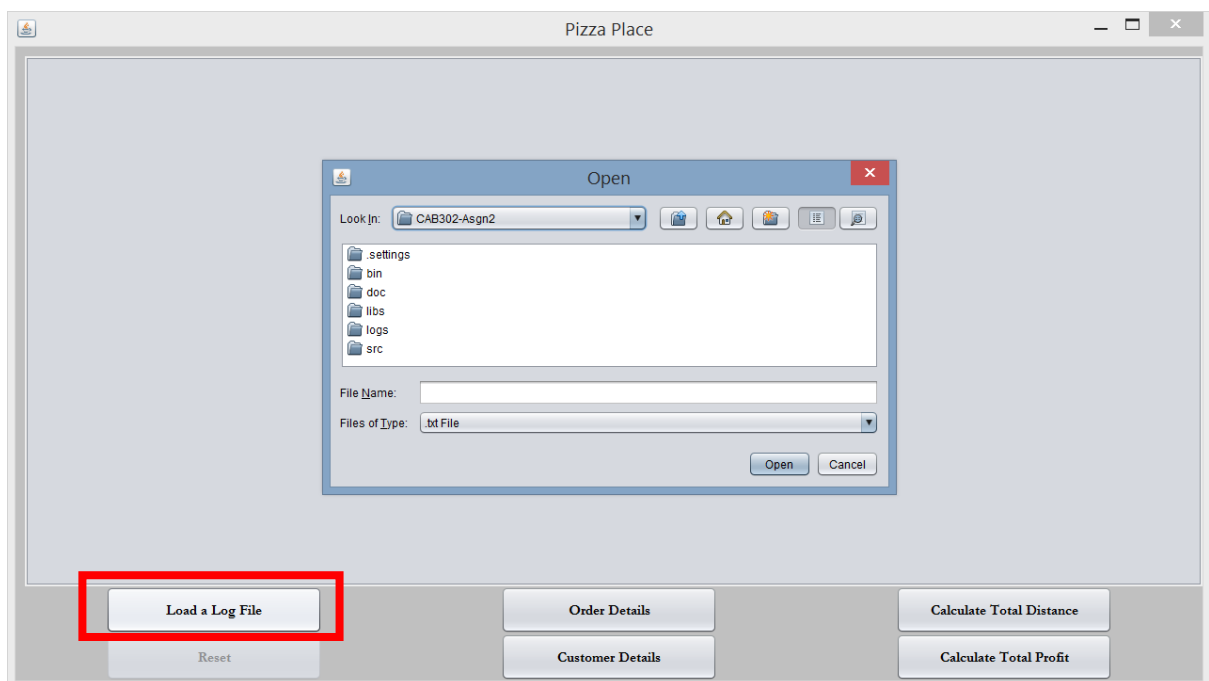 Pizza Place
Open
Look In: CAB302-Asgn2
.settings
bin
doc
libs
logs
src
File Name:
Files of Type: .txt File
Open Cancel
Load a Log File Order Details Calculate Total Distance
Reset Customer Details Calculate Total Profit